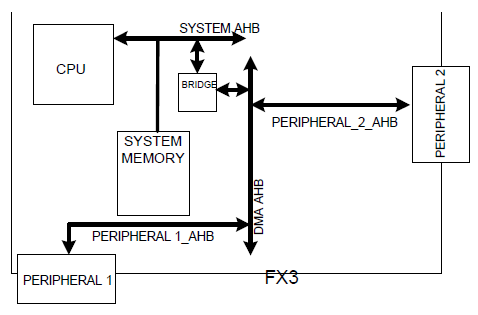 SYSTEM AHB
CPU
BRIDGE
PERIPHERAL 2
PERIPHERAL_2_AHB
SYSTEM
MEMORY
DMA AHB
PERIPHERAL 1_AHB
PERIPHERAL 1
FX3